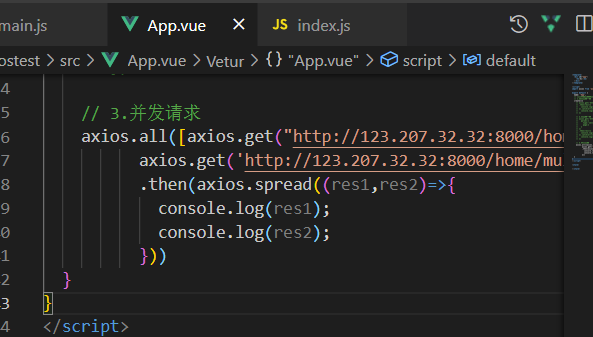 main.js App.vue × JS index.js
ostest > src > App.vue > Vetur > {} "App.vue" > script > default
4
5 // 3.并发请求
6 axios.all([axios.get("http://123.207.32.32:8000/hom
7 axios.get('http://123.207.32.32:8000/home/mu
8 .then(axios.spread((res1,res2)=>{
9 console.log(res1);
0 console.log(res2);
1 }))
2 }
3 }
4 </script>